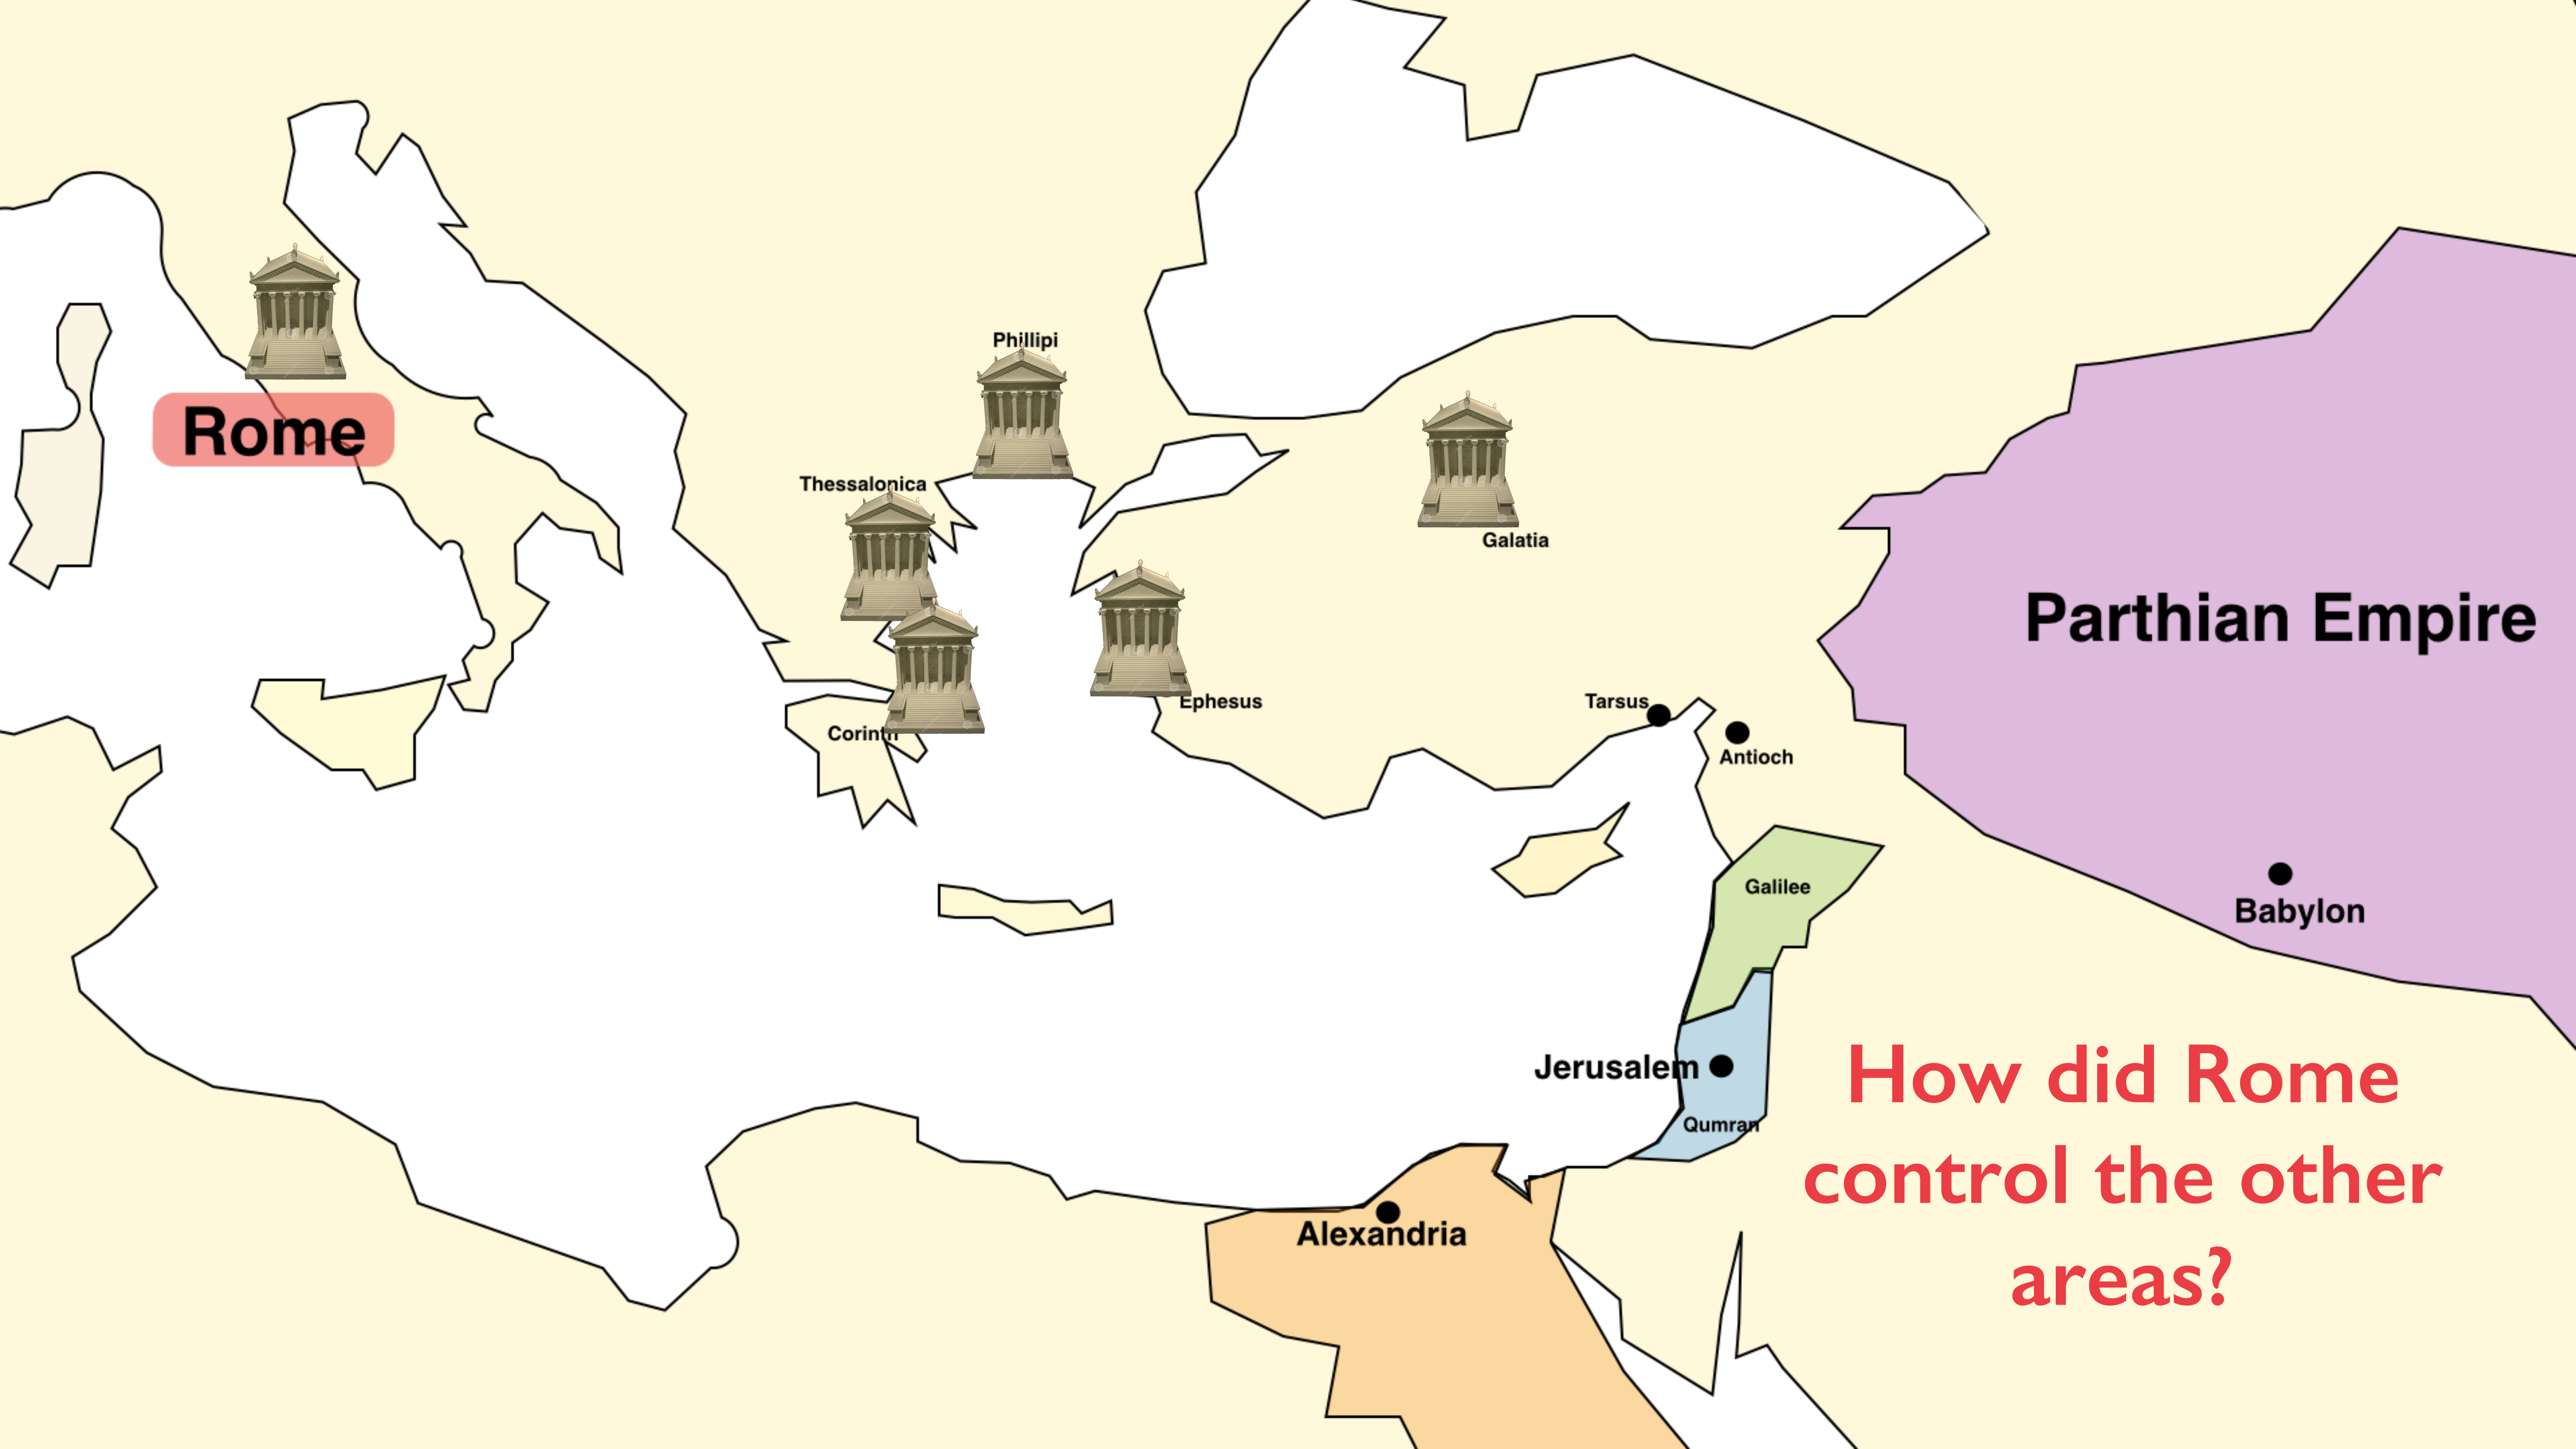 Phillipi
Rome
Thessalonica
Galatia
Parthian Empire
Ephesus
Tarsus
Corinth
Antioch
Galilee
Babylon
Jerusalem
Qumran
Alexandria
How did Rome
control the other
areas?